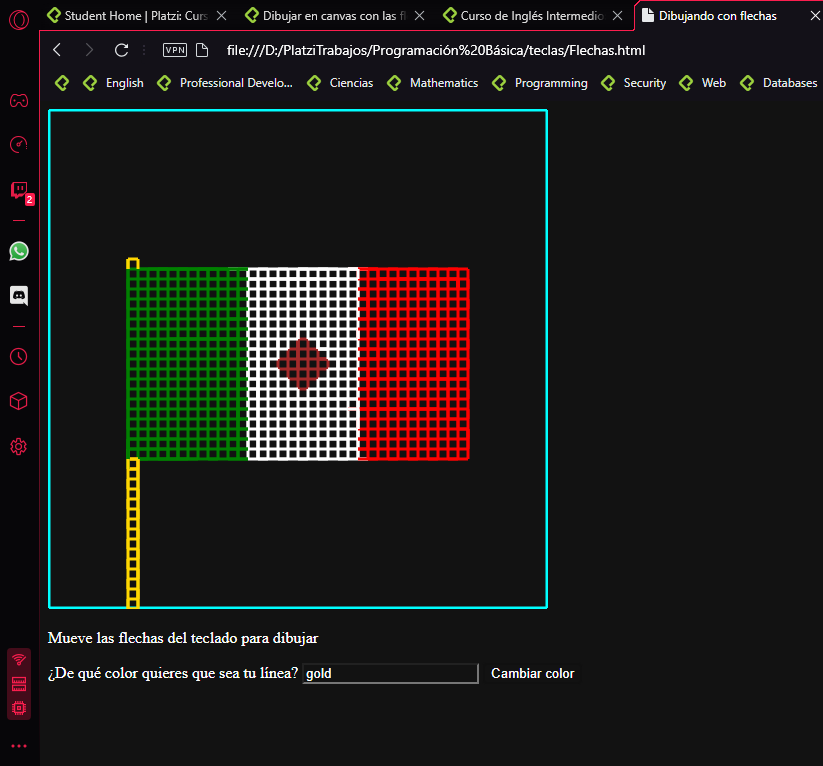 Student Home | Platzi: Curs
Dibujar en canvas con las f
Curso de Inglés Intermedio
Dibujando con flechas
VPN
file:///D:/PlatziTrabajos/Programación%20Básica/teclas/Flechas.html
English
Professional Develo...
Ciencias
Mathematics
Programming
Security
Web
Databases
2
Mueve las flechas del teclado para dibujar
¿De qué color quieres que sea tu línea? gold Cambiar color